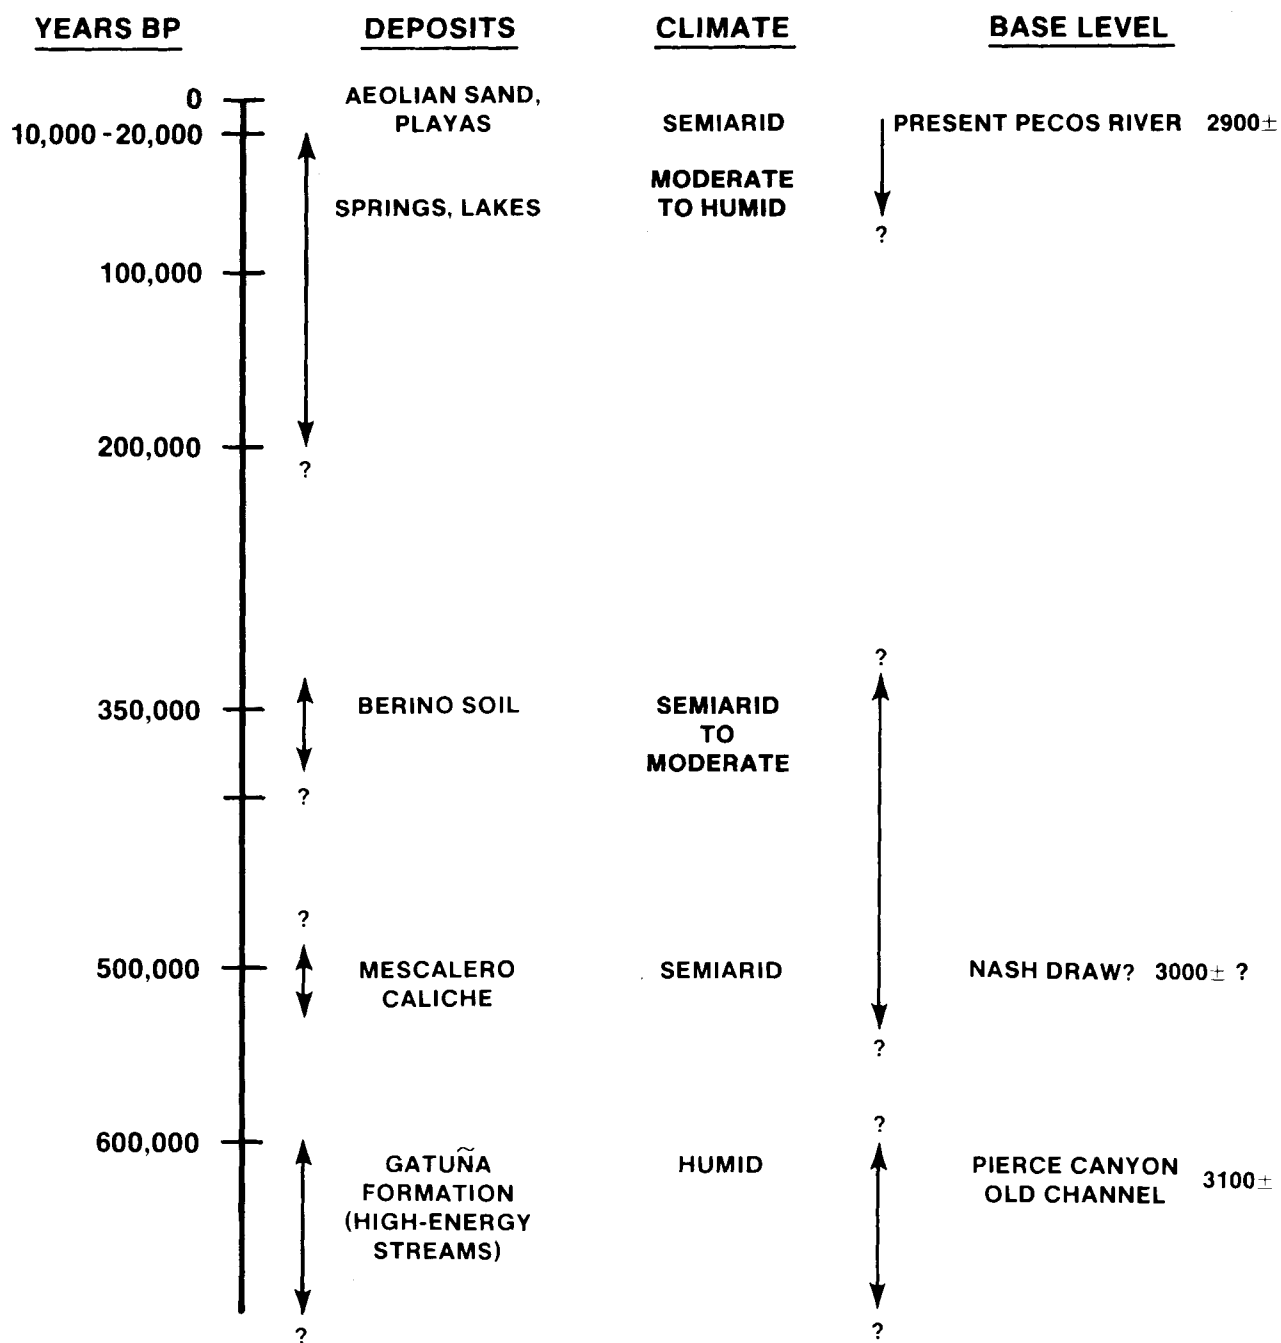 YEARS BP DEPOSITS CLIMATE BASE LEVEL
0 AEOLIAN SAND,
10,000 - 20,000 PLAYAS SEMIARID PRESENT PECOS RIVER 2900±
MODERATE
SPRINGS, LAKES TO HUMID
?
100,000
200,000
?
?
350,000 BERINO SOIL SEMIARID
TO
MODERATE
?
?
500,000 MESCALERO SEMIARID NASH DRAW? 3000± ?
CALICHE
?
?
600,000
GATUÑA HUMID PIERCE CANYON 3100±
FORMATION OLD CHANNEL
(HIGH-ENERGY
STREAMS)
? ?